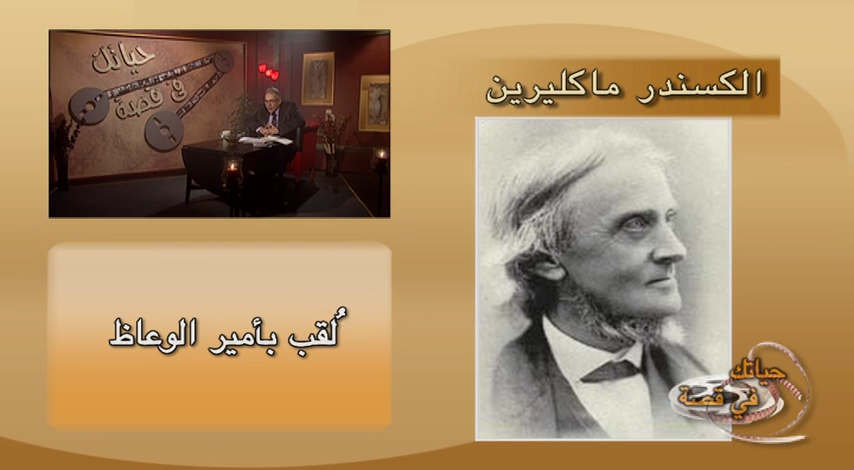 حياتك
في قصة
الكسندر ماكليرين
لُقب بأمير الوعاظ
حياتك
في قصة